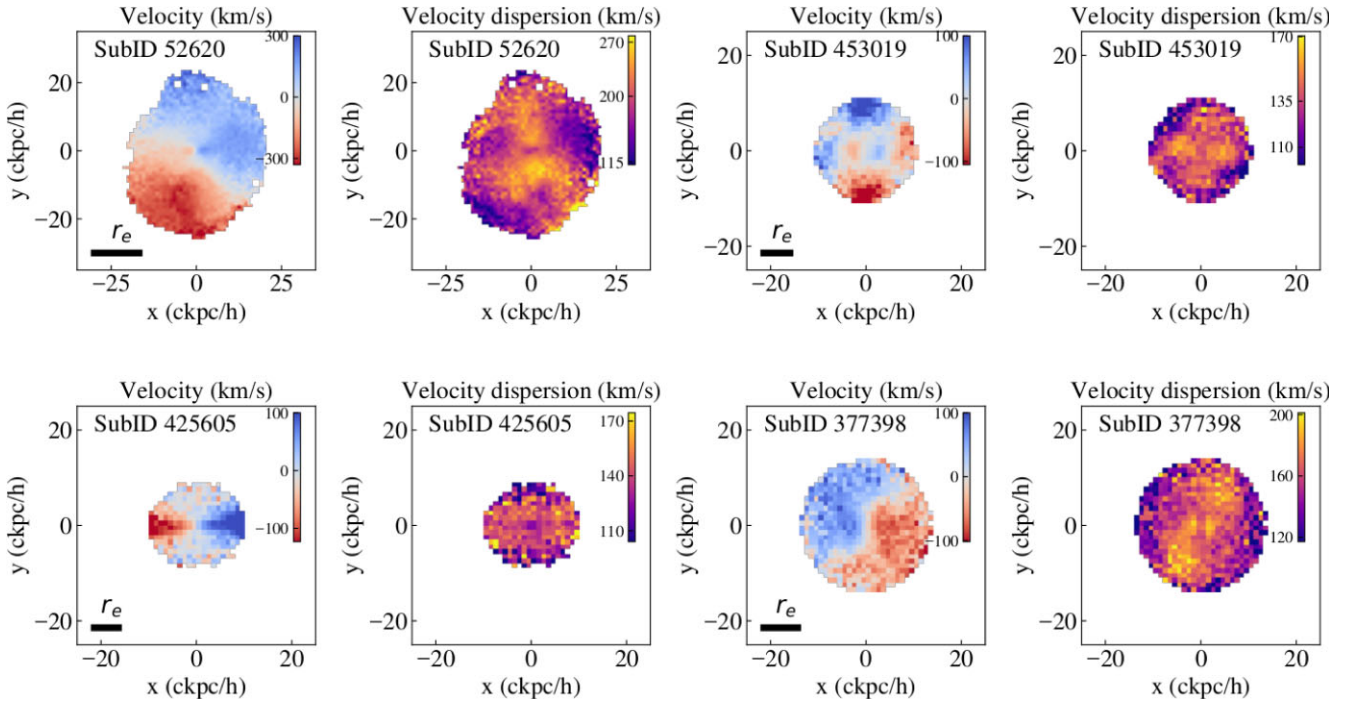 Velocity (km/s)
SubID 52620
300
0
−300
20
0
−20
y (ckpc/h)
r_e
−25 0 25
x (ckpc/h)
Velocity dispersion (km/s)
SubID 52620
270
200
115
20
0
−20
y (ckpc/h)
−25 0 25
x (ckpc/h)
Velocity (km/s)
SubID 453019
100
0
−100
20
0
−20
y (ckpc/h)
r_e
−20 0 20
x (ckpc/h)
Velocity dispersion (km/s)
SubID 453019
170
135
110
20
0
−20
y (ckpc/h)
−20 0 20
x (ckpc/h)
Velocity (km/s)
SubID 425605
100
0
−100
20
0
−20
y (ckpc/h)
r_e
−20 0 20
x (ckpc/h)
Velocity dispersion (km/s)
SubID 425605
170
140
110
20
0
−20
y (ckpc/h)
−20 0 20
x (ckpc/h)
Velocity (km/s)
SubID 377398
100
0
−100
20
0
−20
y (ckpc/h)
r_e
−20 0 20
x (ckpc/h)
Velocity dispersion (km/s)
SubID 377398
200
160
120
20
0
−20
y (ckpc/h)
−20 0 20
x (ckpc/h)